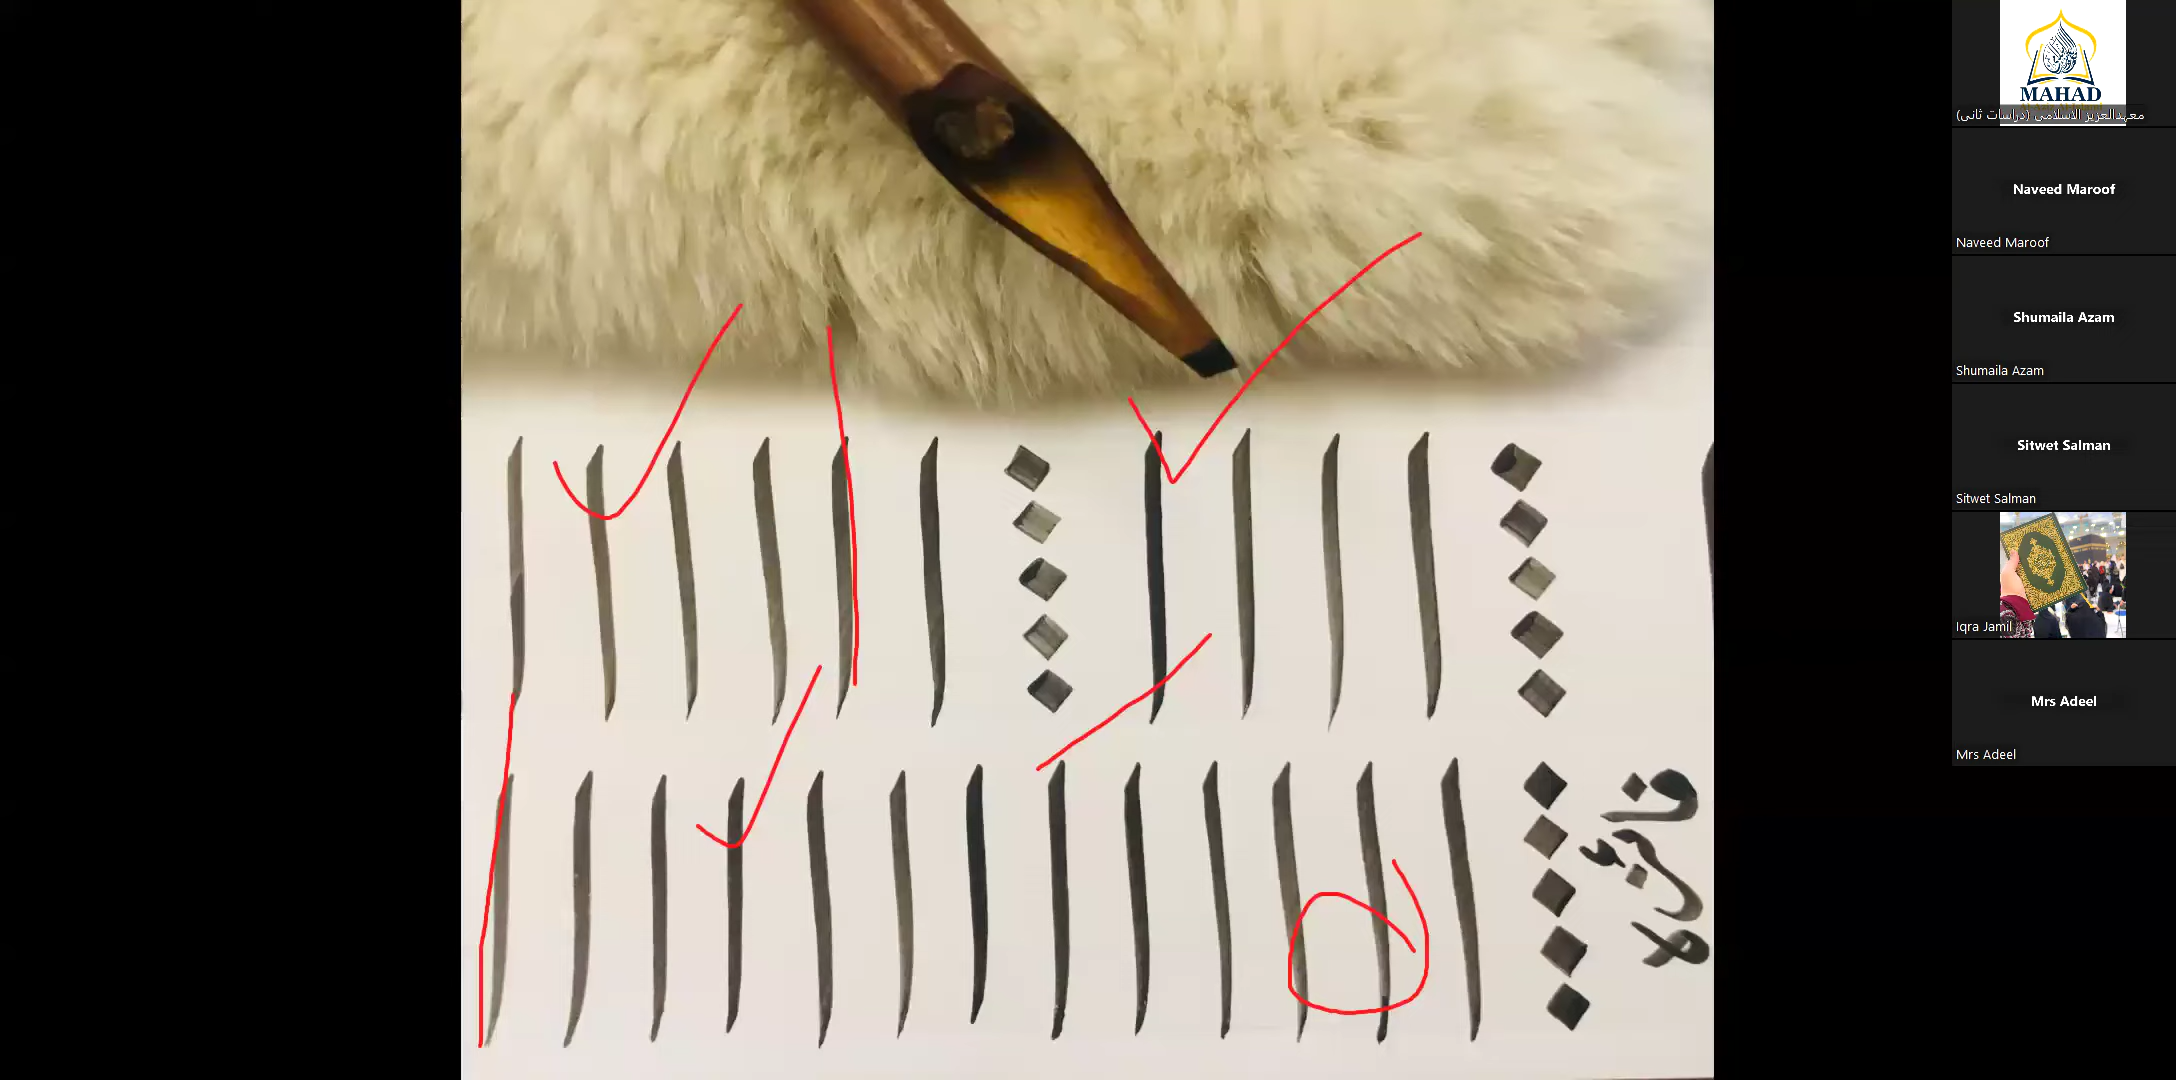 MAHAD
معہدالعزیز الاسلامی (دراسات ثانی)
Naveed Maroof
Naveed Maroof
Shumaila Azam
Shumaila Azam
Sitwet Salman
Sitwet Salman
Iqra Jamil
Mrs Adeel
Mrs Adeel